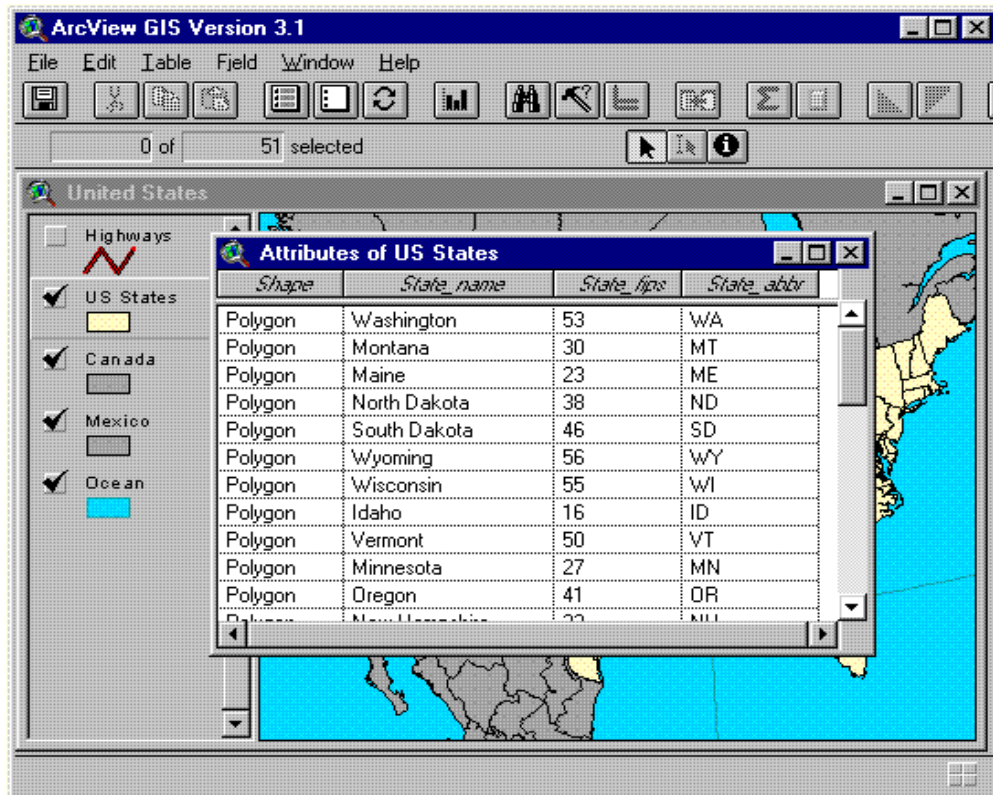 ArcView GIS Version 3.1
File Edit Table Field Window Help
0 of 51 selected
United States
Highways
US States
Canada
Mexico
Ocean
Attributes of US States
Shape State_name State_fips State_abbr
Polygon Washington 53 WA
Polygon Montana 30 MT
Polygon Maine 23 ME
Polygon North Dakota 38 ND
Polygon South Dakota 46 SD
Polygon Wyoming 56 WY
Polygon Wisconsin 55 WI
Polygon Idaho 16 ID
Polygon Vermont 50 VT
Polygon Minnesota 27 MN
Polygon Oregon 41 OR